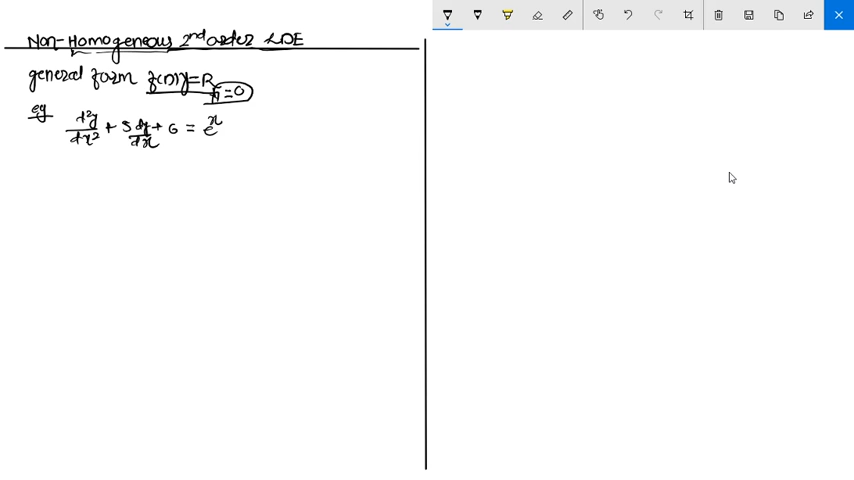 Non-Homogeneous 2nd order LDE
general form f(D)y=R
R=0
eg d²y/dx² + 5 dy/dx + 6 = e^x